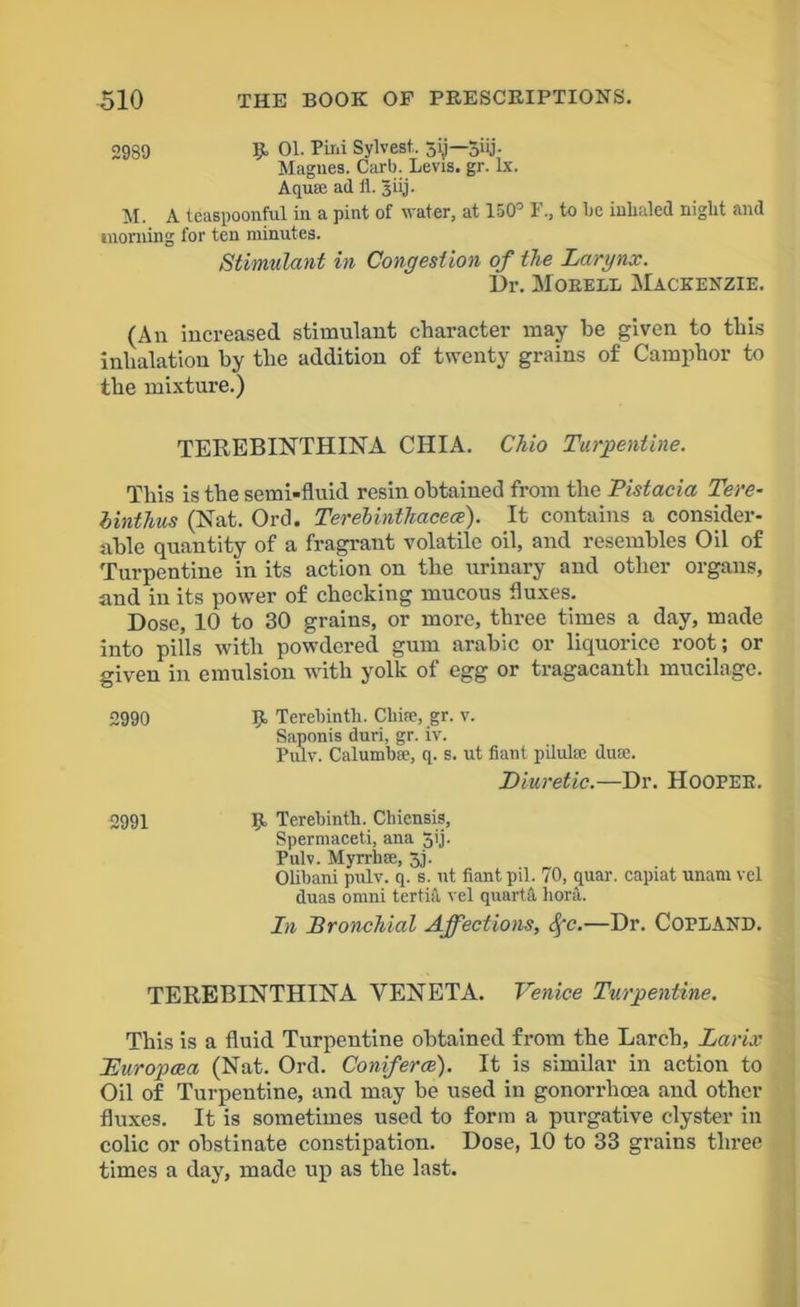 510 THE BOOK OF PRESCRIPTIONS.
2989 ℞ Ol. Pini Sylvest. ʒij—ʒiij.
Magnes. Carb. Levis. gr. lx.
Aquæ ad fl. ℥iij.
M. A teaspoonful in a pint of water, at 150° F., to be inhaled night and
morning for ten minutes.
Stimulant in Congestion of the Larynx.
Dr. MORELL MACKENZIE.
(An increased stimulant character may be given to this
inhalation by the addition of twenty grains of Camphor to
the mixture.)
TEREBINTHINA CHIA. Chio Turpentine.
This is the semi-fluid resin obtained from the Pistacia Tere-
binthus (Nat. Ord. Terebinthaceæ). It contains a consider-
able quantity of a fragrant volatile oil, and resembles Oil of
Turpentine in its action on the urinary and other organs,
and in its power of checking mucous fluxes.
Dose, 10 to 30 grains, or more, three times a day, made
into pills with powdered gum arabic or liquorice root; or
given in emulsion with yolk of egg or tragacanth mucilage.
2990 ℞ Terebinth. Chiæ, gr. v.
Saponis duri, gr. iv.
Pulv. Calumbæ, q. s. ut fiant pilulæ duæ.
Diuretic.—Dr. HOOPER.
2991 ℞ Terebinth. Chiensis,
Spermaceti, ana ʒij.
Pulv. Myrrhæ, ʒj.
Olibani pulv. q. s. ut fiant pil. 70, quar. capiat unam vel
duas omni tertiâ vel quartâ horâ.
In Bronchial Affections, &c.—Dr. COPLAND.
TEREBINTHINA VENETA. Venice Turpentine.
This is a fluid Turpentine obtained from the Larch, Larix
Europæa (Nat. Ord. Coniferæ). It is similar in action to
Oil of Turpentine, and may be used in gonorrhœa and other
fluxes. It is sometimes used to form a purgative clyster in
colic or obstinate constipation. Dose, 10 to 33 grains three
times a day, made up as the last.